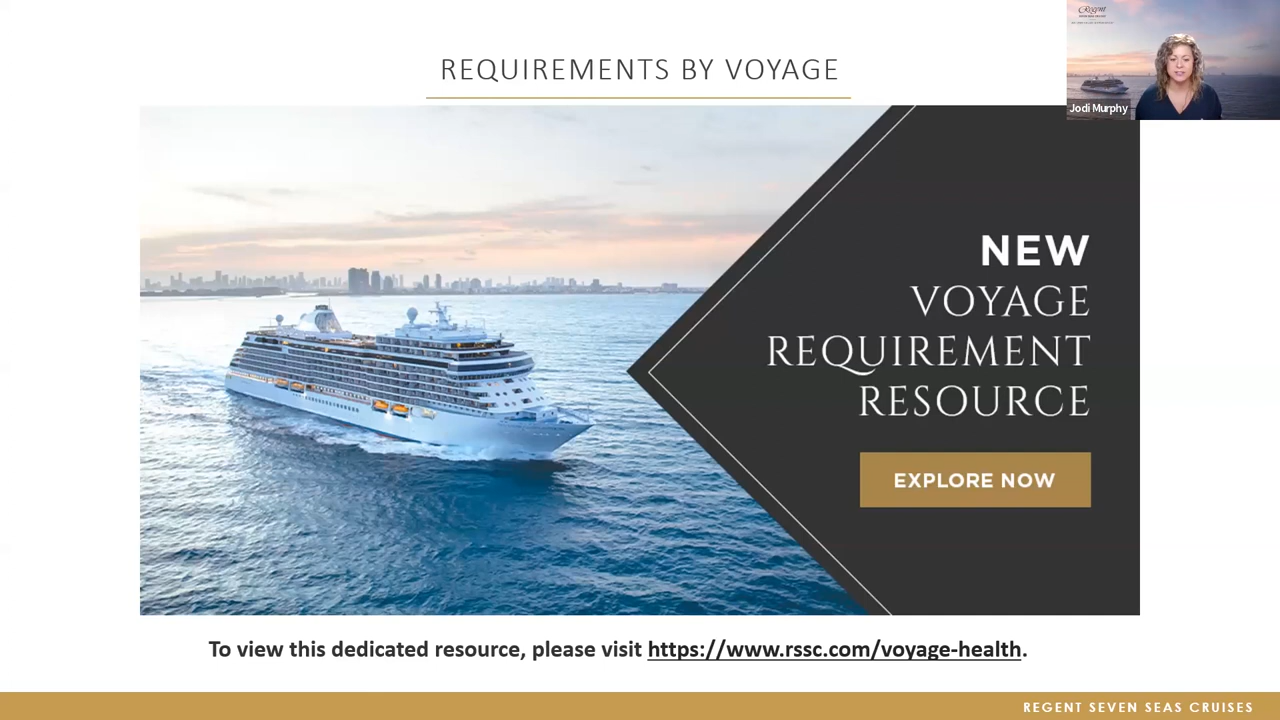 REQUIREMENTS BY VOYAGE
Regent
Jodi Murphy
NEW
VOYAGE
REQUIREMENT
RESOURCE
EXPLORE NOW
To view this dedicated resource, please visit https://www.rssc.com/voyage-health.
REGENT SEVEN SEAS CRUISES